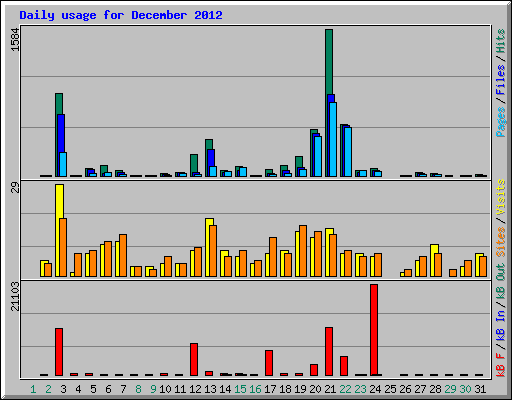 Daily usage for December 2012
1584
Pages / Files / Hits
29
Sites / Visits
21103
kB F / kB In / kB Out
1 2 3 4 5 6 7 8 9 10 11 12 13 14 15 16 17 18 19 20 21 22 23 24 25 26 27 28 29 30 31